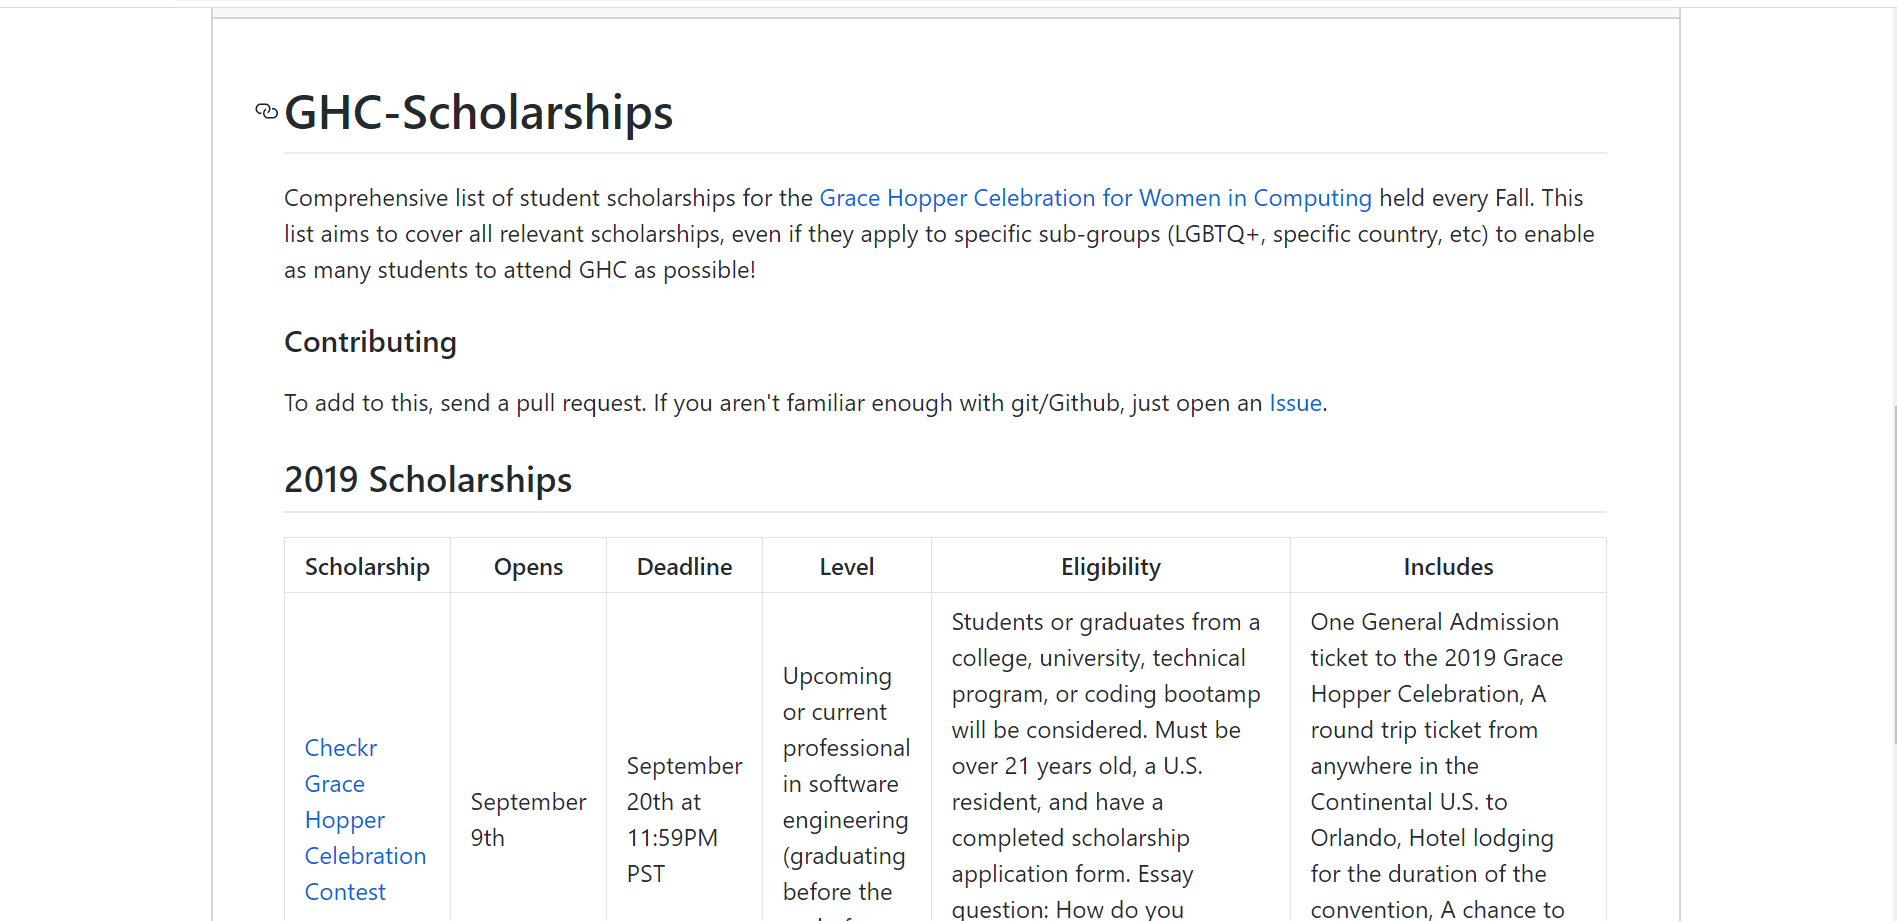 GHC-Scholarships
Comprehensive list of student scholarships for the Grace Hopper Celebration for Women in Computing held every Fall. This
list aims to cover all relevant scholarships, even if they apply to specific sub-groups (LGBTQ+, specific country, etc) to enable
as many students to attend GHC as possible!
Contributing
To add to this, send a pull request. If you aren't familiar enough with git/Github, just open an Issue.
2019 Scholarships
Scholarship Opens Deadline Level Eligibility Includes
Checkr
Grace
Hopper
Celebration
Contest
September
9th
September
20th at
11:59PM
PST
Upcoming
or current
professional
in software
engineering
(graduating
before the
Students or graduates from a
college, university, technical
program, or coding bootamp
will be considered. Must be
over 21 years old, a U.S.
resident, and have a
completed scholarship
application form. Essay
question: How do you
One General Admission
ticket to the 2019 Grace
Hopper Celebration, A
round trip ticket from
anywhere in the
Continental U.S. to
Orlando, Hotel lodging
for the duration of the
convention, A chance to